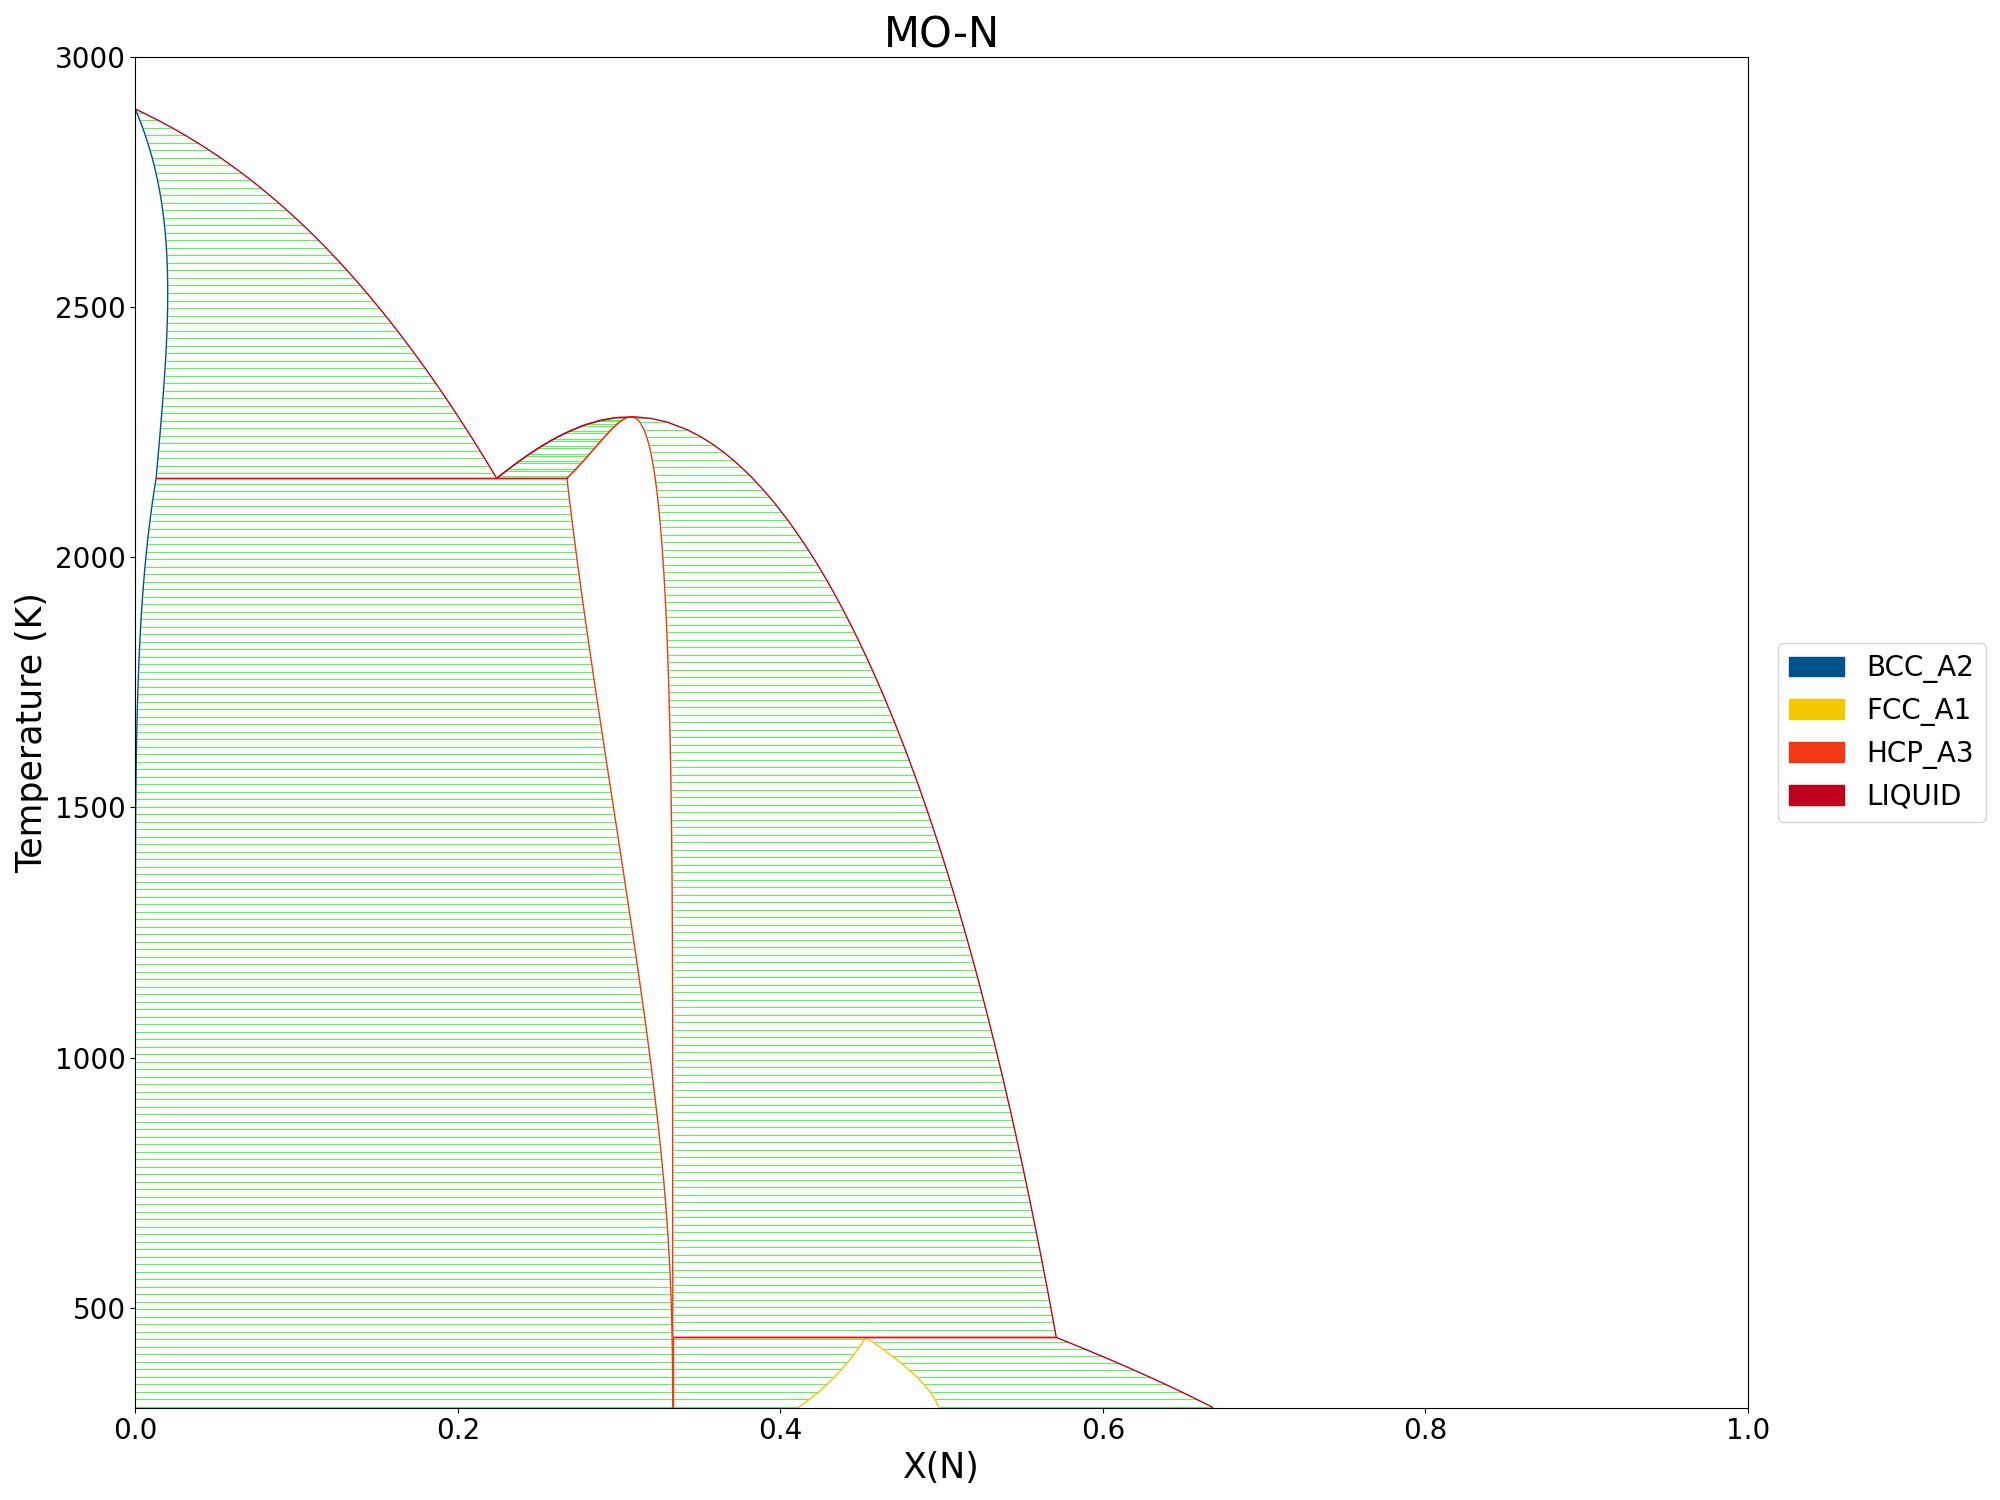 MO-N
3000
2500
2000
1500
1000
500
Temperature (K)
0.0 0.2 0.4 0.6 0.8 1.0
X(N)
BCC_A2
FCC_A1
HCP_A3
LIQUID